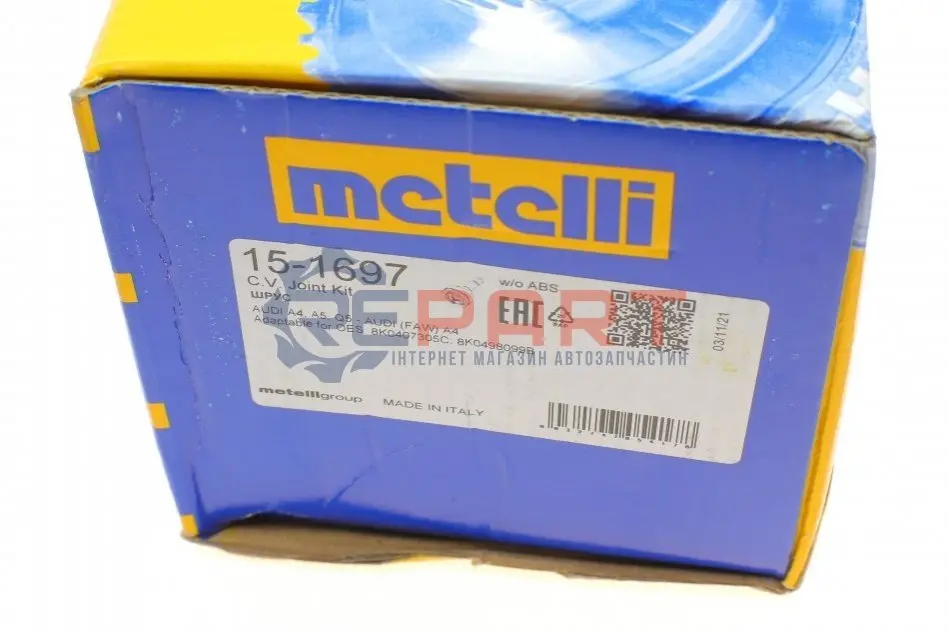 metelli
15-1697
C.V. Joint Kit
ШРУС
w/o ABS
AUDI A4, A5, Q5 - AUDI (FAW) A4
Adaptable for OES: 8K0407305C, 8K0498099B
EAC
03/11/21
REPART
ІНТЕРНЕТ МАГАЗИН АВТОЗАПЧАСТИН
metelligroup
MADE IN ITALY